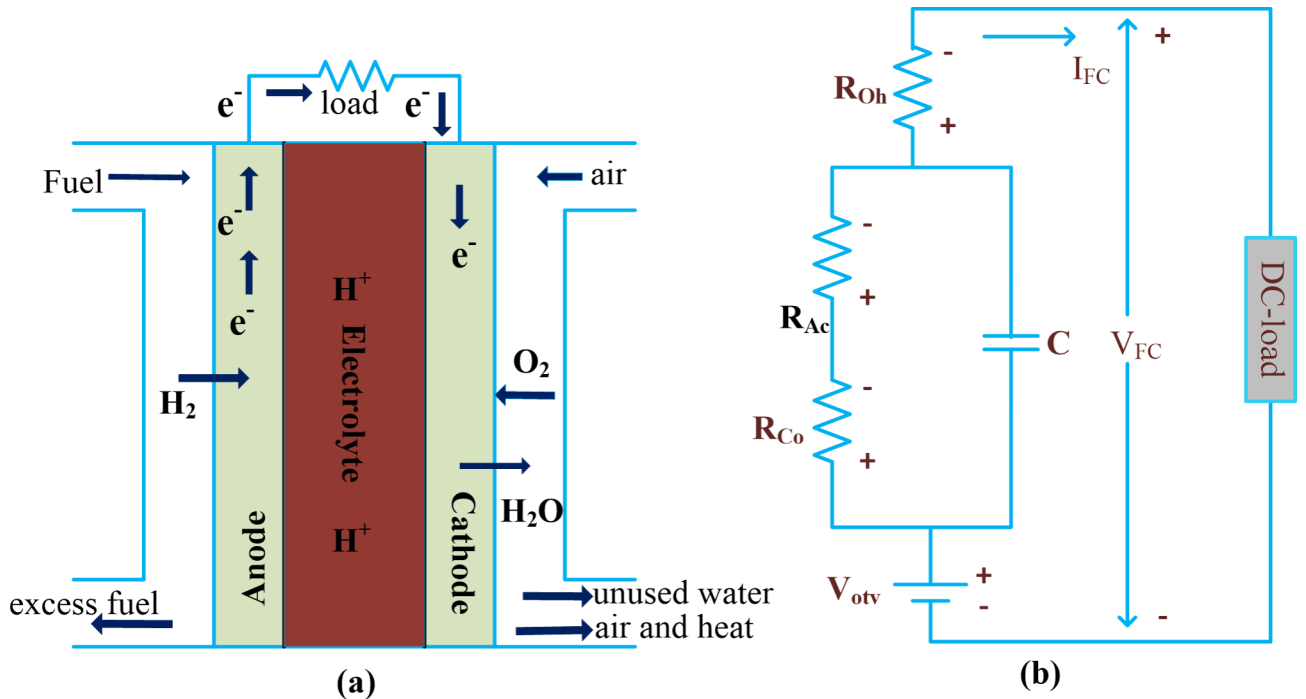 e⁻
load
e⁻
Fuel
air
e⁻
e⁻
e⁻
H⁺
Electrolyte
H⁺
H₂
O₂
H₂O
Anode
Cathode
excess fuel
unused water
air and heat
(a)
-
R_Oh
+
I_FC
+
-
+
R_Ac
-
R_Co
+
C
V_FC
DC-load
V_otv
+
-
-
(b)